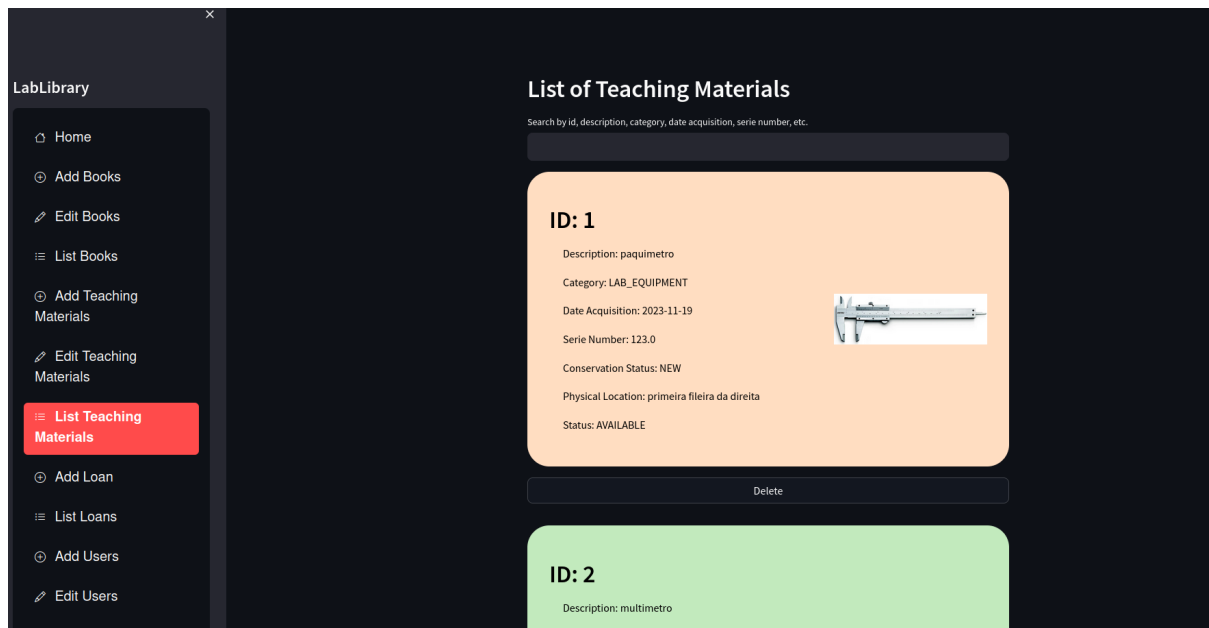 ×
LabLibrary
Home
Add Books
Edit Books
List Books
Add Teaching
Materials
Edit Teaching
Materials
List Teaching
Materials
Add Loan
List Loans
Add Users
Edit Users
List of Teaching Materials
Search by id, description, category, date acquisition, serie number, etc.
ID: 1
Description: paquimetro
Category: LAB_EQUIPMENT
Date Acquisition: 2023-11-19
Serie Number: 123.0
Conservation Status: NEW
Physical Location: primeira fileira da direita
Status: AVAILABLE
Delete
ID: 2
Description: multimetro